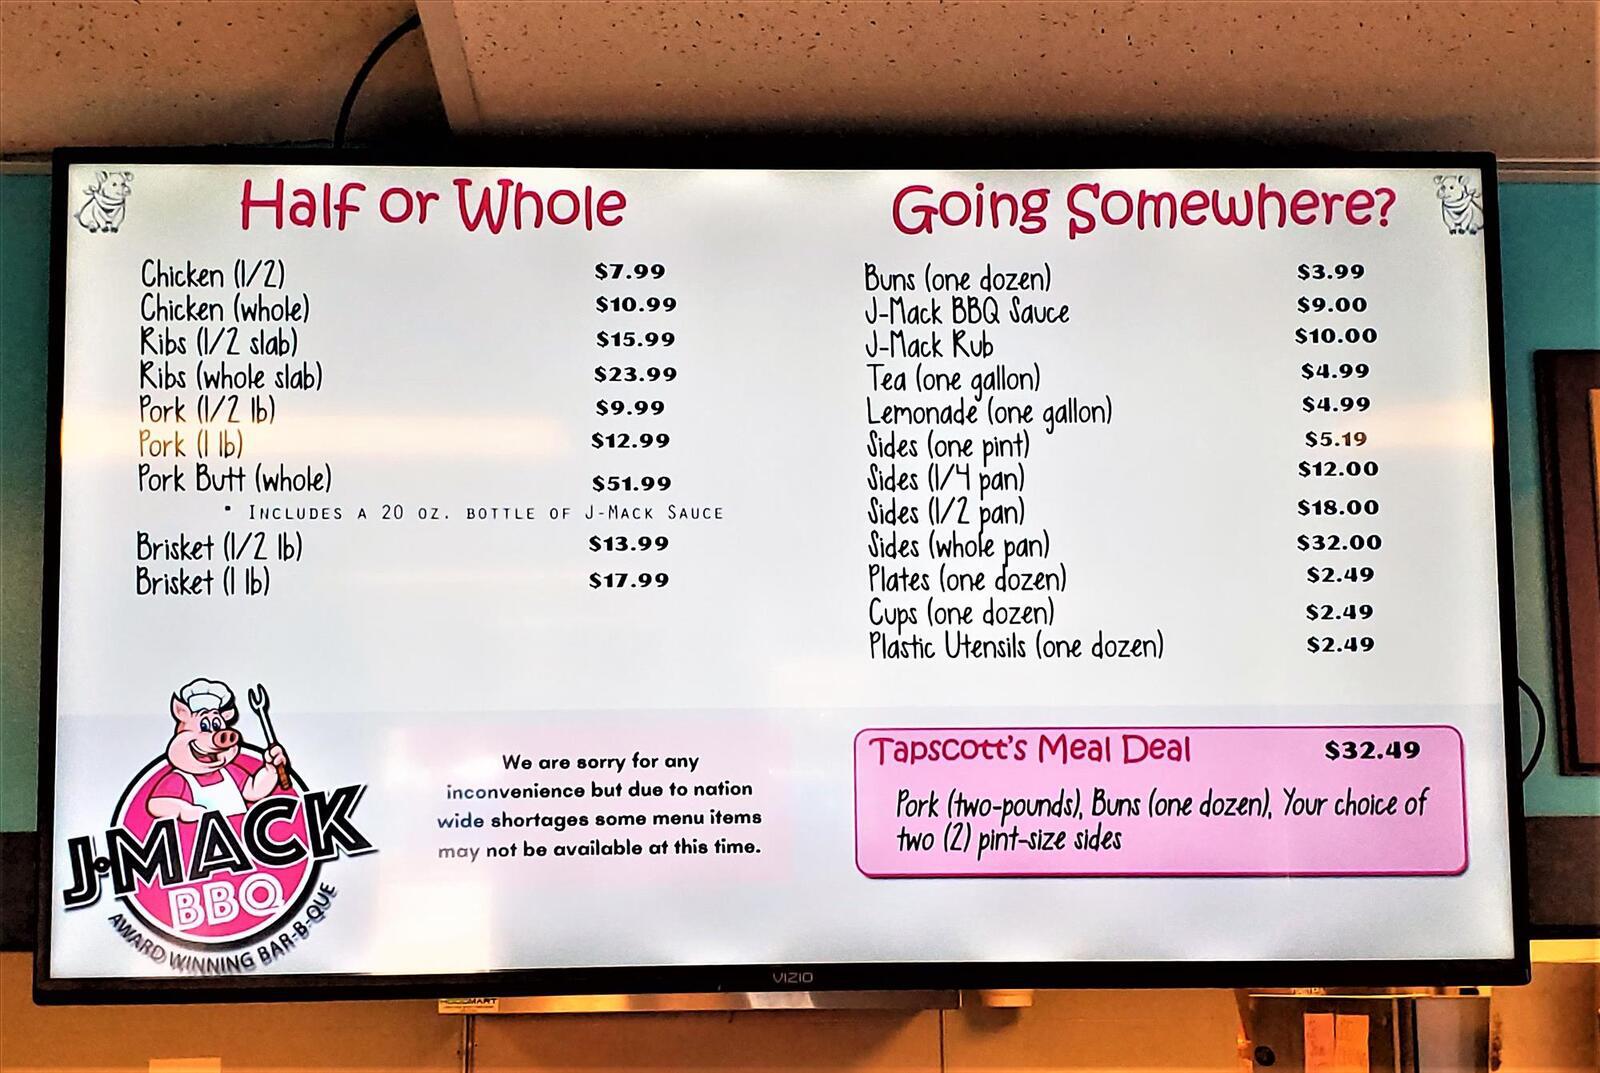 Half or Whole
Chicken (1/2) $7.99
Chicken (whole) $10.99
Ribs (1/2 slab) $15.99
Ribs (whole slab) $23.99
Pork (1/2 lb) $9.99
Pork (1 lb) $12.99
Pork Butt (whole) $51.99
• INCLUDES A 20 OZ. BOTTLE OF J-MACK SAUCE
Brisket (1/2 lb) $13.99
Brisket (1 lb) $17.99
Going Somewhere?
Buns (one dozen) $3.99
J-Mack BBQ Sauce $9.00
J-Mack Rub $10.00
Tea (one gallon) $4.99
Lemonade (one gallon) $4.99
Sides (one pint) $5.19
Sides (1/4 pan) $12.00
Sides (1/2 pan) $18.00
Sides (whole pan) $32.00
Plates (one dozen) $2.49
Cups (one dozen) $2.49
Plastic Utensils (one dozen) $2.49
J-MACK
BBQ
AWARD WINNING BAR-B-QUE
We are sorry for any
inconvenience but due to nation
wide shortages some menu items
may not be available at this time.
Tapscott's Meal Deal $32.49
Pork (two-pounds), Buns (one dozen), Your choice of
two (2) pint-size sides
VIZIO